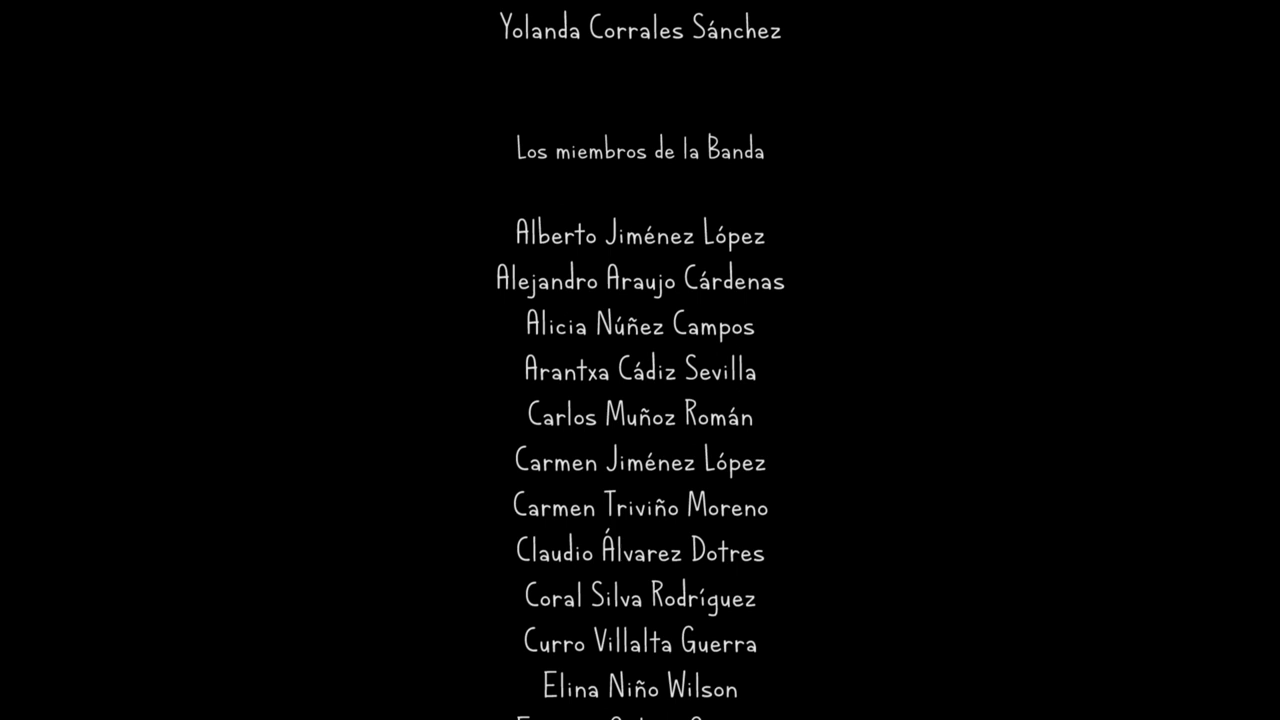 Yolanda Corrales Sánchez
Los miembros de la Banda
Alberto Jiménez López
Alejandro Araujo Cárdenas
Alicia Núñez Campos
Arantxa Cádiz Sevilla
Carlos Muñoz Román
Carmen Jiménez López
Carmen Triviño Moreno
Claudio Álvarez Dotres
Coral Silva Rodríguez
Curro Villalta Guerra
Elina Niño Wilson